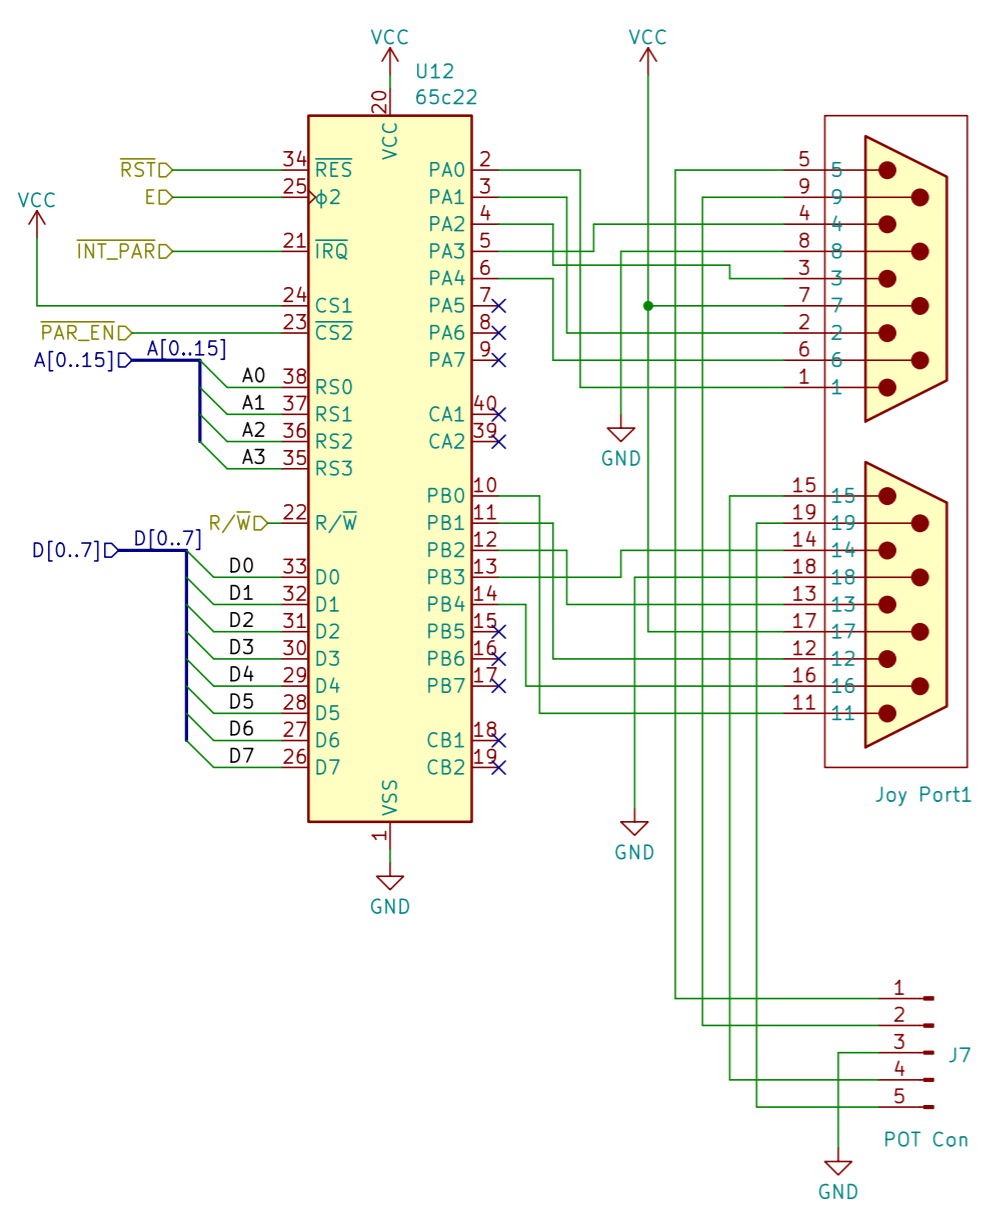 VCC
VCC
U12
65c22
20
VCC
VCC
R̅S̅T̅
34
R̅E̅S̅
PA0
2
5
5
E
25
ϕ2
PA1
3
9
9
PA2
4
4
4
I̅N̅T̅_̅P̅A̅R̅
21
I̅R̅Q̅
PA3
5
8
8
PA4
6
3
3
24
CS1
PA5
7
7
7
P̅A̅R̅_̅E̅N̅
23
C̅S̅2̅
PA6
8
2
2
A[0..15]
A[0..15]
PA7
9
6
6
A0
38
RS0
1
1
A1
37
RS1
CA1
40
A2
36
RS2
CA2
39
GND
A3
35
RS3
PB0
10
15
15
R/W̅
22
R/W̅
PB1
11
19
19
D[0..7]
D[0..7]
PB2
12
14
14
D0
33
D0
PB3
13
18
18
D1
32
D1
PB4
14
13
13
D2
31
D2
PB5
15
17
17
D3
30
D3
PB6
16
12
12
D4
29
D4
PB7
17
16
16
D5
28
D5
11
11
D6
27
D6
CB1
18
D7
26
D7
CB2
19
VSS
1
Joy Port1
GND
GND
1
2
3
J7
4
5
POT Con
GND